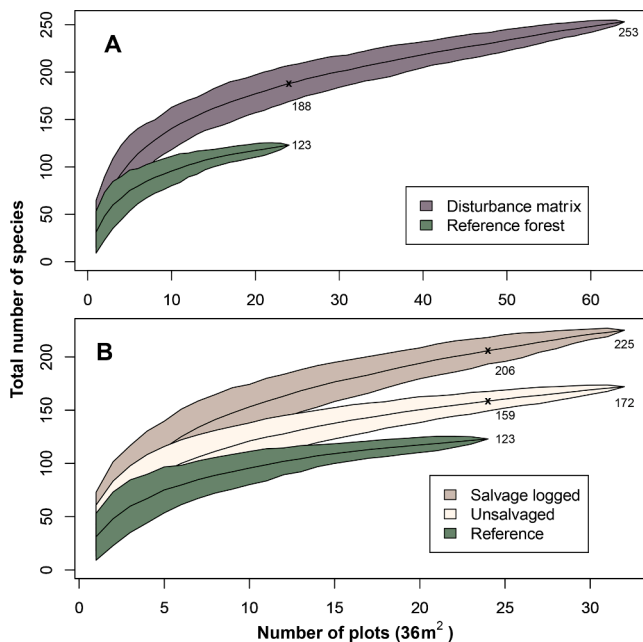 A
0 50 100 150 200 250
253
188
123
Disturbance matrix
Reference forest
0 10 20 30 40 50 60
Total number of species
B
0 50 100 150 200
225
206
172
159
123
Salvage logged
Unsalvaged
Reference
0 5 10 15 20 25 30
Number of plots (36m²)